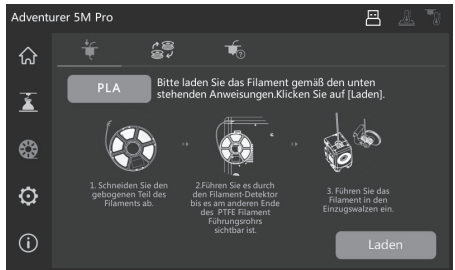 Adventurer 5M Pro
PLA
Bitte laden Sie das Filament gemäß den unten
stehenden Anweisungen.Klicken Sie auf [Laden].
1. Schneiden Sie den
gebogenen Teil des
Filaments ab.
2.Führen Sie es durch
den Filament-Detektor
bis es am anderen Ende
des PTFE Filament
Führungsrohrs
sichtbar ist.
3. Führen Sie das
Filament in den
Einzugswalzen ein.
Laden